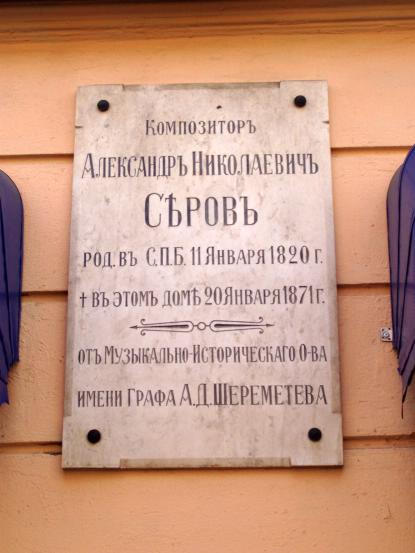 Композиторъ
Александръ Николаевичъ
Сѣровъ
род. въ С.П.Б. 11 Января 1820 г.
† въ этомъ домѣ 20 Января 1871 г.
отъ Музыкально-Историческаго О-ва
имени графа А.Д. Шереметева